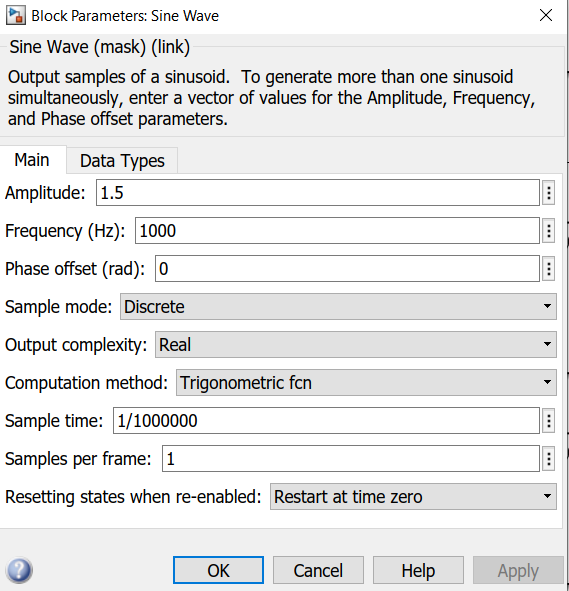 Block Parameters: Sine Wave
Sine Wave (mask) (link)
Output samples of a sinusoid.  To generate more than one sinusoid
simultaneously, enter a vector of values for the Amplitude, Frequency,
and Phase offset parameters.
Main Data Types
Amplitude: 1.5
Frequency (Hz): 1000
Phase offset (rad): 0
Sample mode: Discrete
Output complexity: Real
Computation method: Trigonometric fcn
Sample time: 1/1000000
Samples per frame: 1
Resetting states when re-enabled: Restart at time zero
? OK Cancel Help Apply